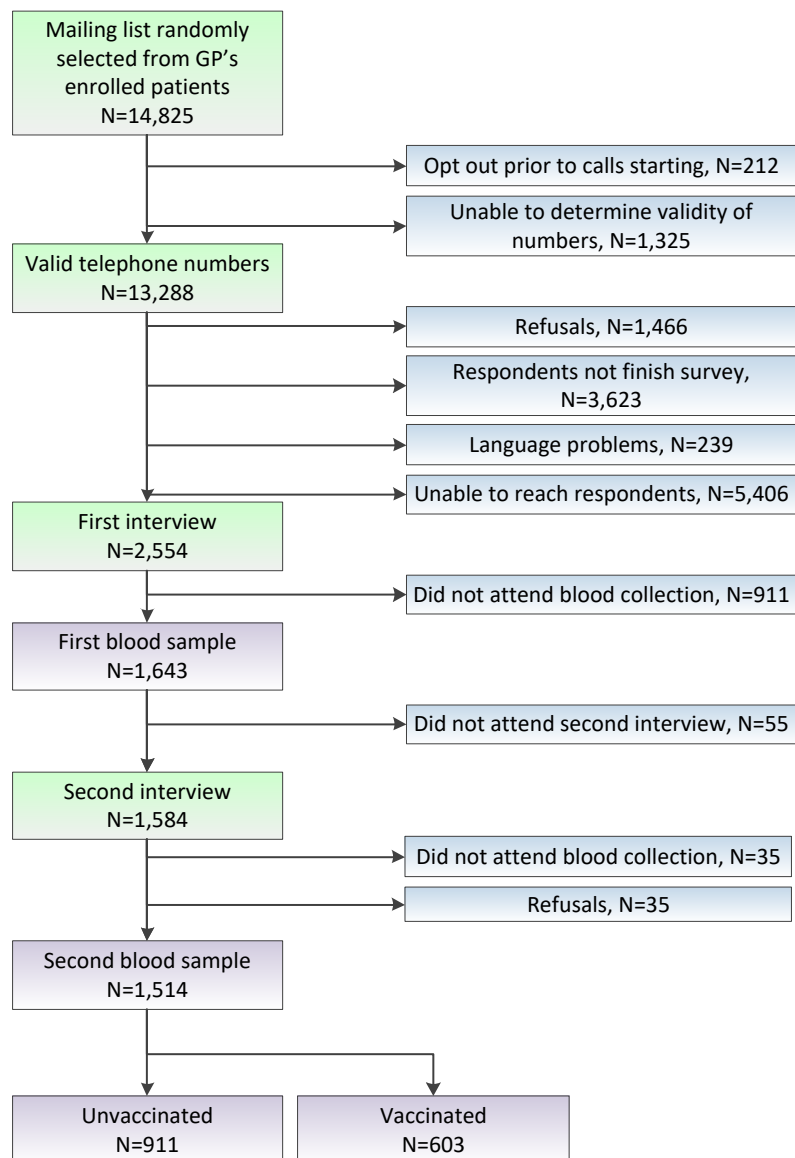 Mailing list randomly
selected from GP’s
enrolled patients
N=14,825
Opt out prior to calls starting, N=212
Unable to determine validity of
numbers, N=1,325
Valid telephone numbers
N=13,288
Refusals, N=1,466
Respondents not finish survey,
N=3,623
Language problems, N=239
Unable to reach respondents, N=5,406
First interview
N=2,554
Did not attend blood collection, N=911
First blood sample
N=1,643
Did not attend second interview, N=55
Second interview
N=1,584
Did not attend blood collection, N=35
Refusals, N=35
Second blood sample
N=1,514
Unvaccinated
N=911
Vaccinated
N=603